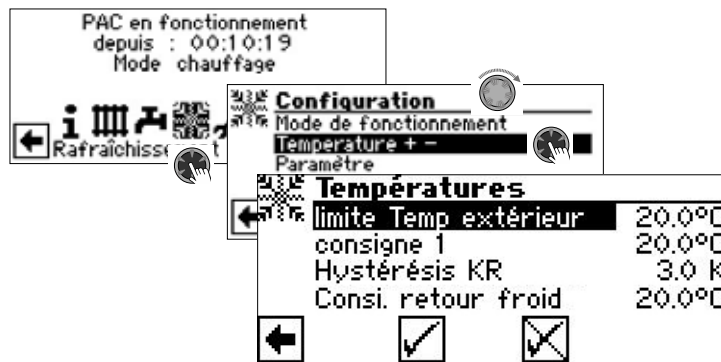 PAC en fonctionnement
depuis : 00:10:19
Mode chauffage
Rafraîchissement
Configuration
Mode de fonctionnement
Temperature + -
Paramètre
Températures
limite Temp extérieur 20.0°C
consigne 1 20.0°C
Hystérésis KR 3.0 K
Consi. retour froid 20.0°C